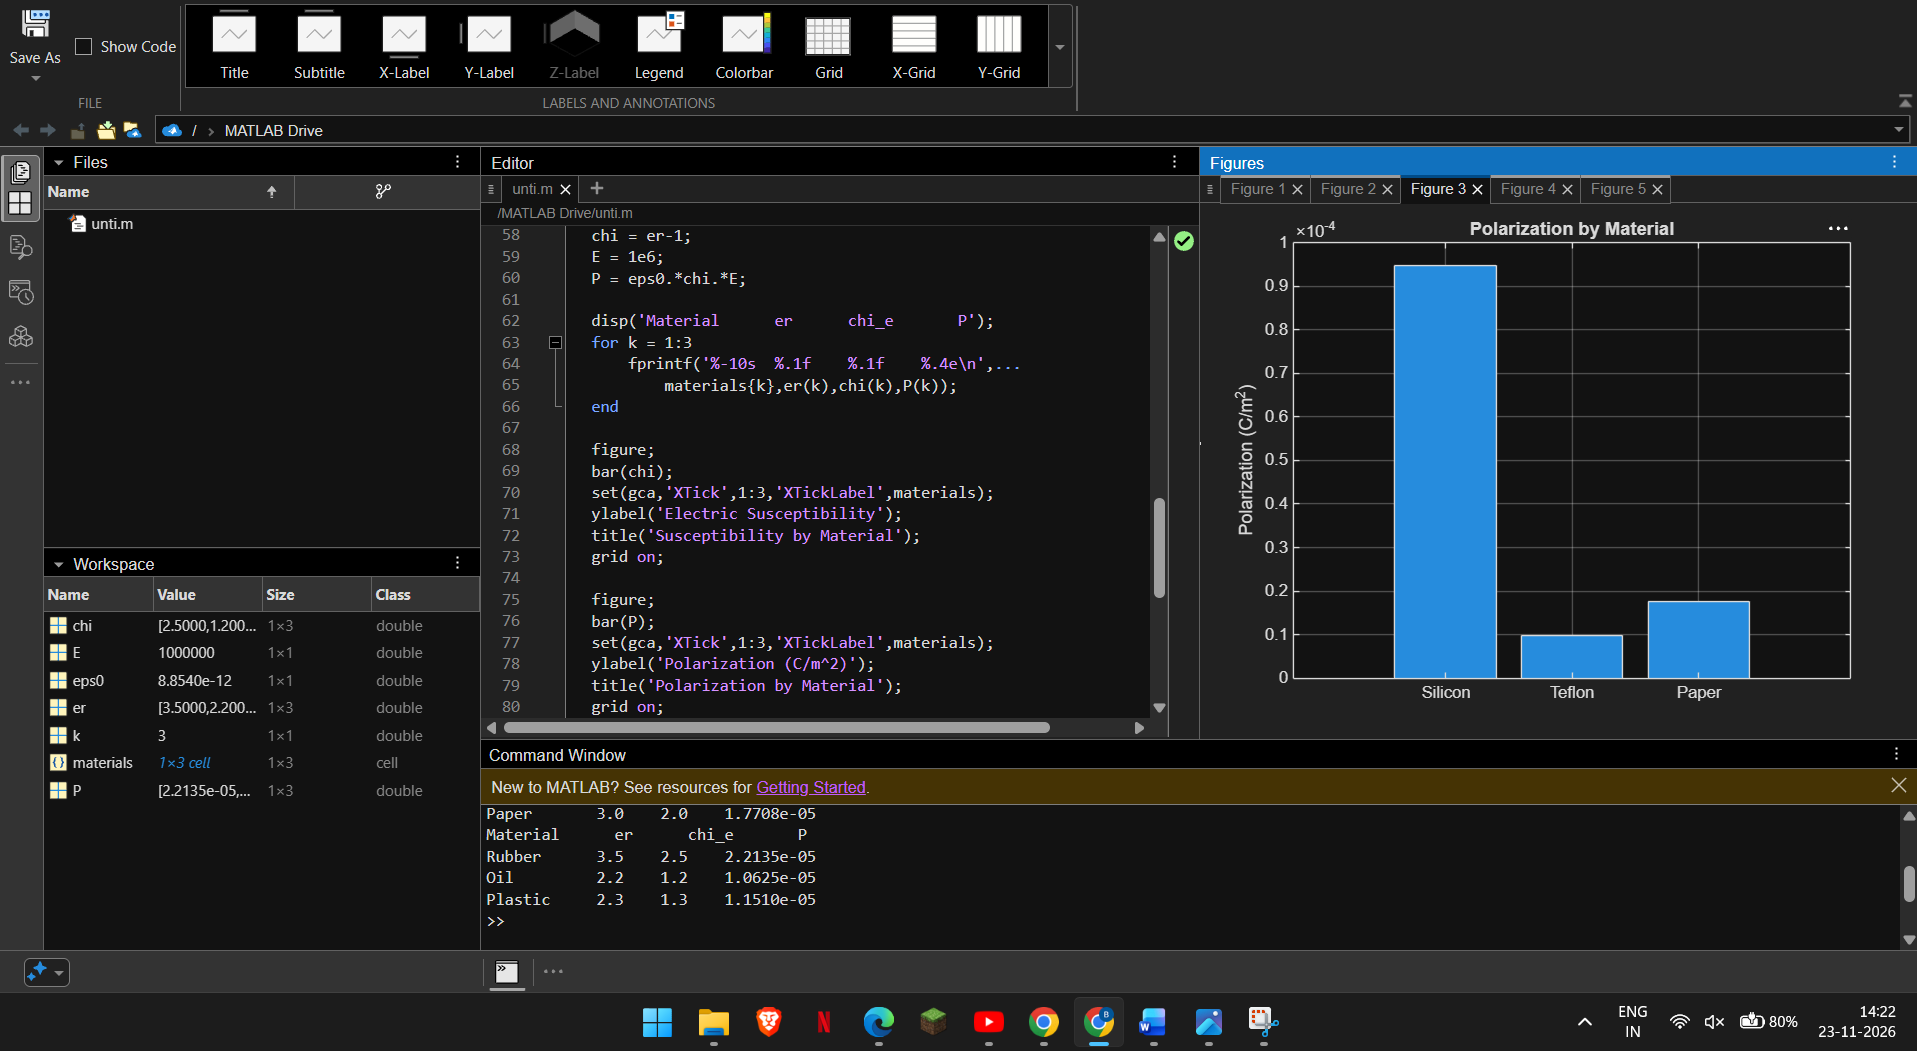 Save As
Show Code
Title
Subtitle
X-Label
Y-Label
Z-Label
Legend
Colorbar
Grid
X-Grid
Y-Grid
FILE
LABELS AND ANNOTATIONS
/ › MATLAB Drive
Files
Name
unti.m
Workspace
Name Value Size Class
chi [2.5000,1.200... 1×3 double
E 1000000 1×1 double
eps0 8.8540e-12 1×1 double
er [3.5000,2.200... 1×3 double
k 3 1×1 double
materials 1×3 cell 1×3 cell
P [2.2135e-05,... 1×3 double
Editor
unti.m
/MATLAB Drive/unti.m
58 chi = er-1;
59 E = 1e6;
60 P = eps0.*chi.*E;
61
62 disp('Material      er      chi_e       P');
63 for k = 1:3
64     fprintf('%-10s  %.1f    %.1f    %.4e\n',...
65         materials{k},er(k),chi(k),P(k));
66 end
67
68 figure;
69 bar(chi);
70 set(gca,'XTick',1:3,'XTickLabel',materials);
71 ylabel('Electric Susceptibility');
72 title('Susceptibility by Material');
73 grid on;
74
75 figure;
76 bar(P);
77 set(gca,'XTick',1:3,'XTickLabel',materials);
78 ylabel('Polarization (C/m^2)');
79 title('Polarization by Material');
80 grid on;
Figures
Figure 1
Figure 2
Figure 3
Figure 4
Figure 5
Polarization by Material
×10-4
1
0.9
0.8
0.7
0.6
0.5
0.4
0.3
0.2
0.1
0
Polarization (C/m2)
Silicon
Teflon
Paper
Command Window
New to MATLAB? See resources for Getting Started.
Paper 3.0 2.0 1.7708e-05
Material er chi_e P
Rubber 3.5 2.5 2.2135e-05
Oil 2.2 1.2 1.0625e-05
Plastic 2.3 1.3 1.1510e-05
>>
ENG
IN
80%
14:22
23-11-2026